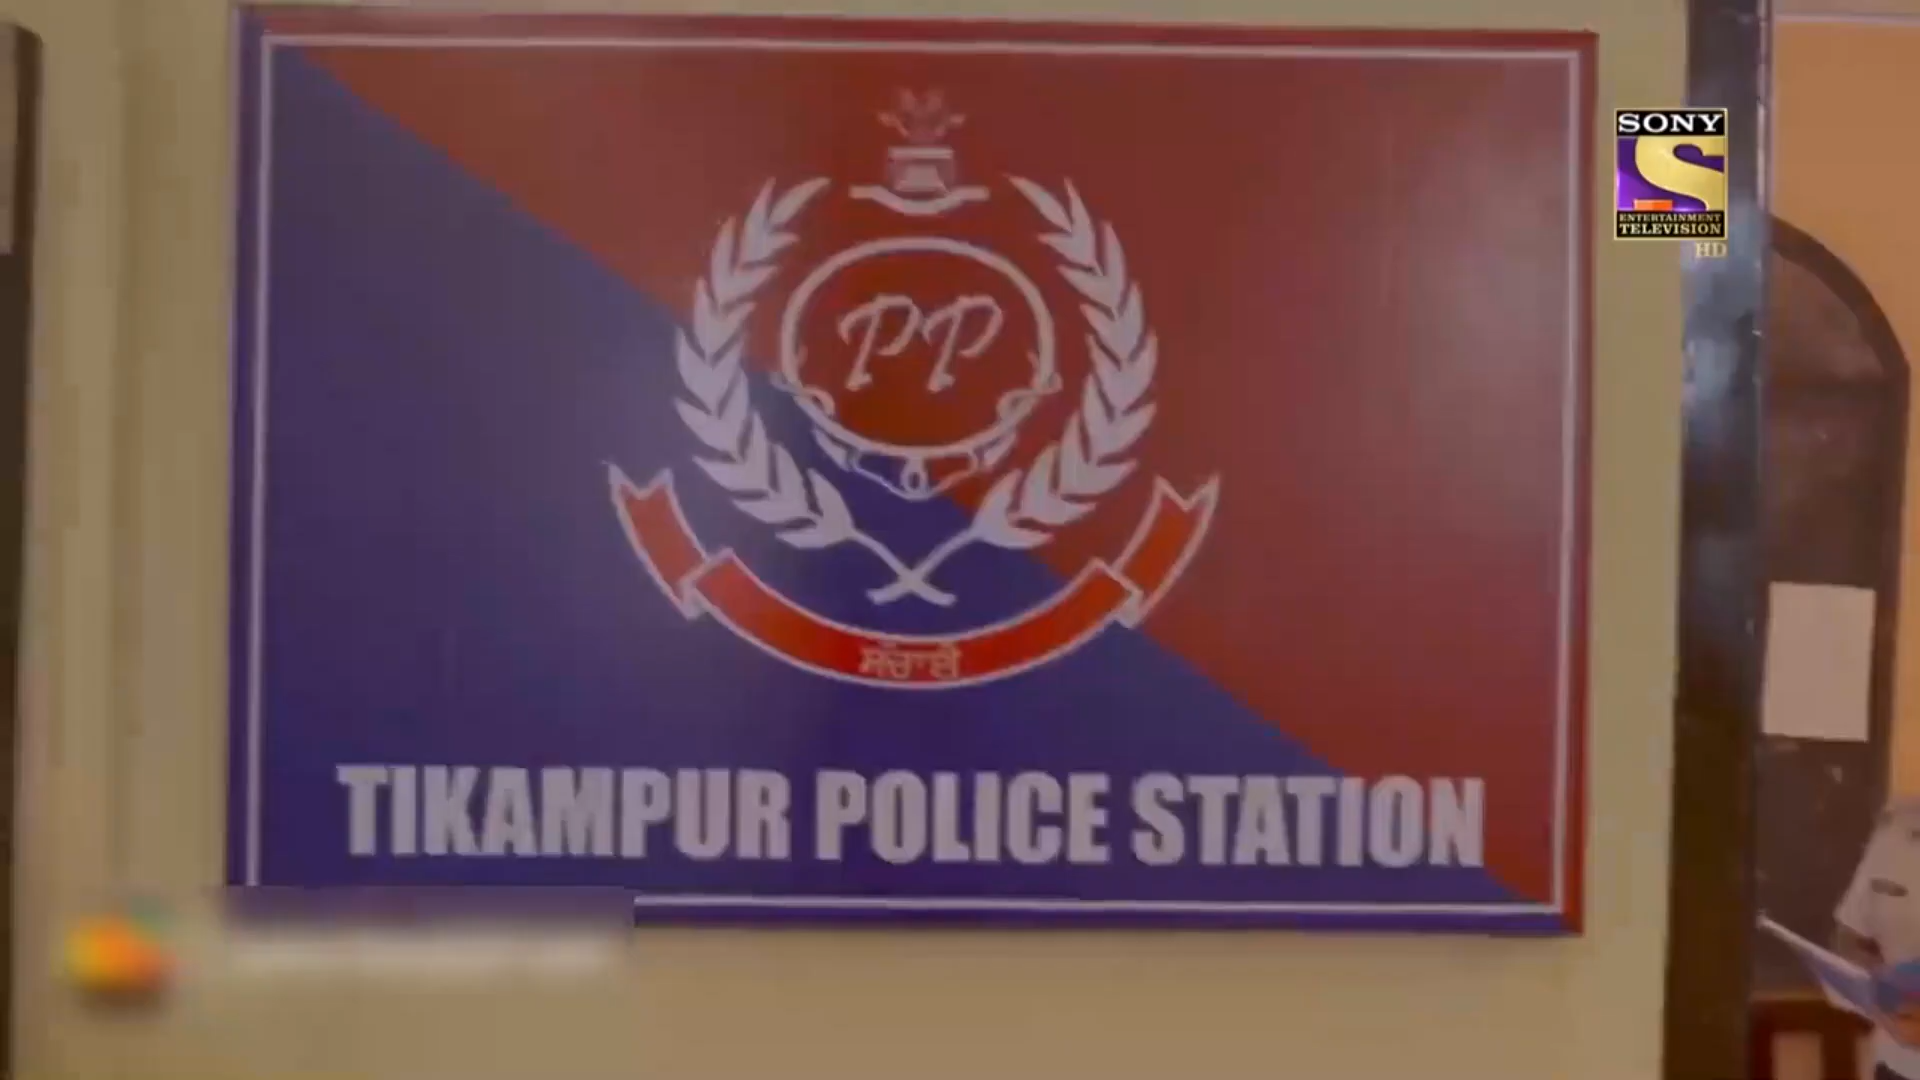 SONY
ENTERTAINMENT
TELEVISION
HD
PP
ਸੱਚਾਈ
TIKAMPUR POLICE STATION